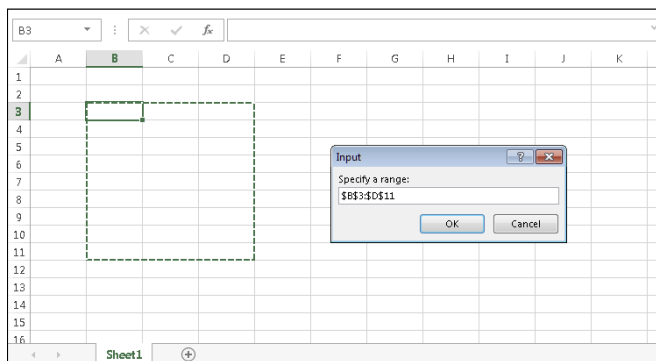 B3 fx
A B C D E F G H I J K
1
2
3
4
5
Input ?
6
Specify a range:
7
$B$3:$D$11
8
9
OK Cancel
10
11
12
13
14
15
16
Sheet1